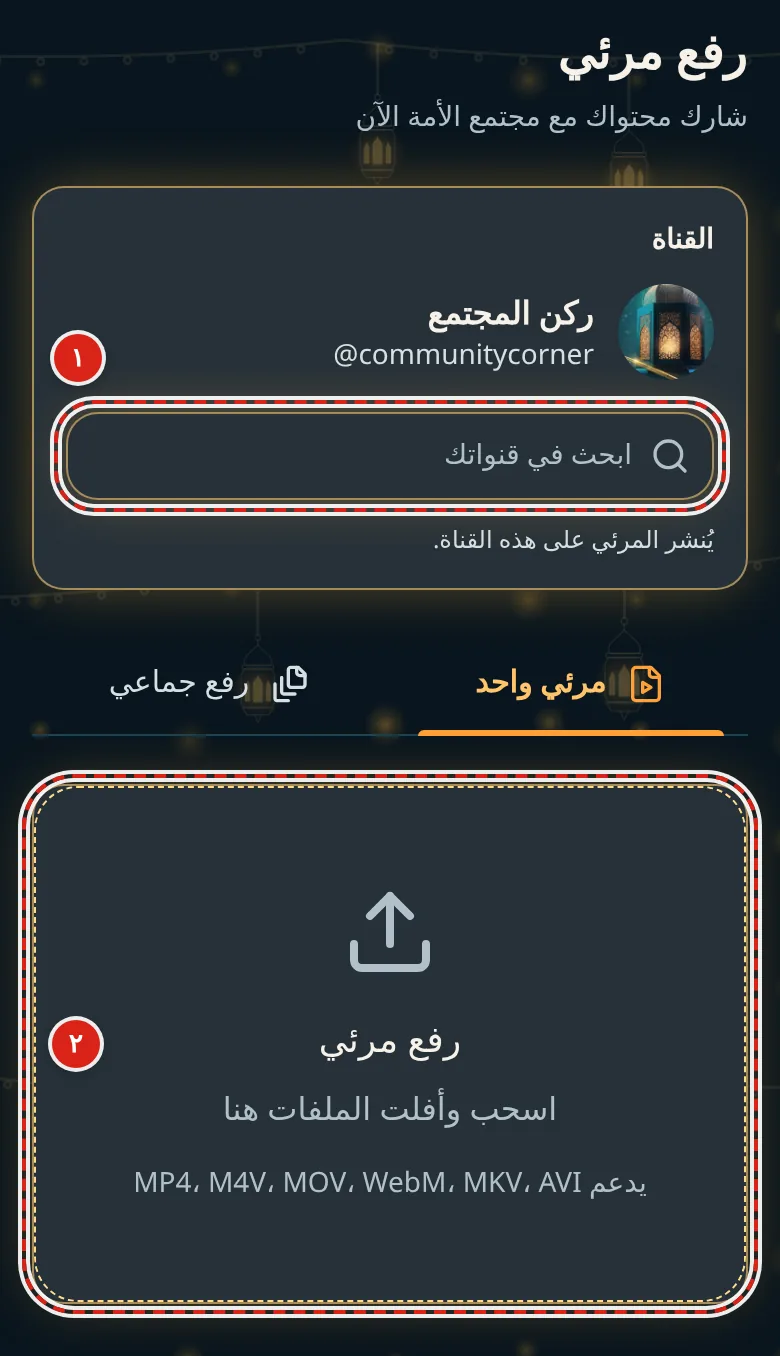 رفع مرئي
شارك محتواك مع مجتمع الأمة الآن
القناة
ركن المجتمع
@communitycorner
١
ابحث في قنواتك
يُنشر المرئي على هذه القناة.
مرئي واحد
رفع جماعي
٢
رفع مرئي
اسحب وأفلت الملفات هنا
يدعم MP4، M4V، MOV، WebM، MKV، AVI